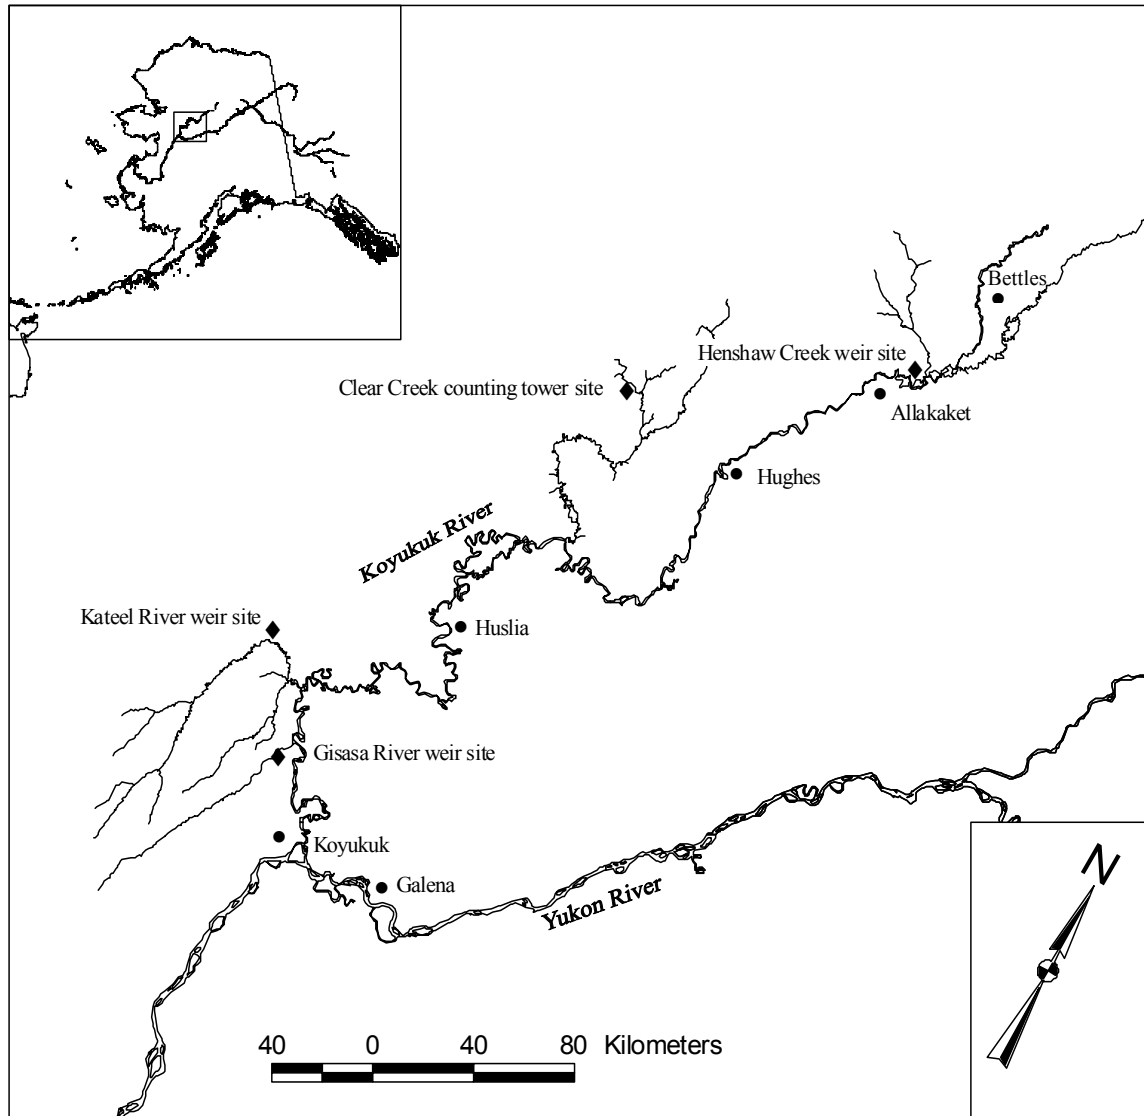 Bettles
Henshaw Creek weir site
Clear Creek counting tower site
Allakaket
Hughes
Koyukuk River
Kateel River weir site
Huslia
Gisasa River weir site
Koyukuk
Galena
Yukon River
N
40 0 40 80 Kilometers